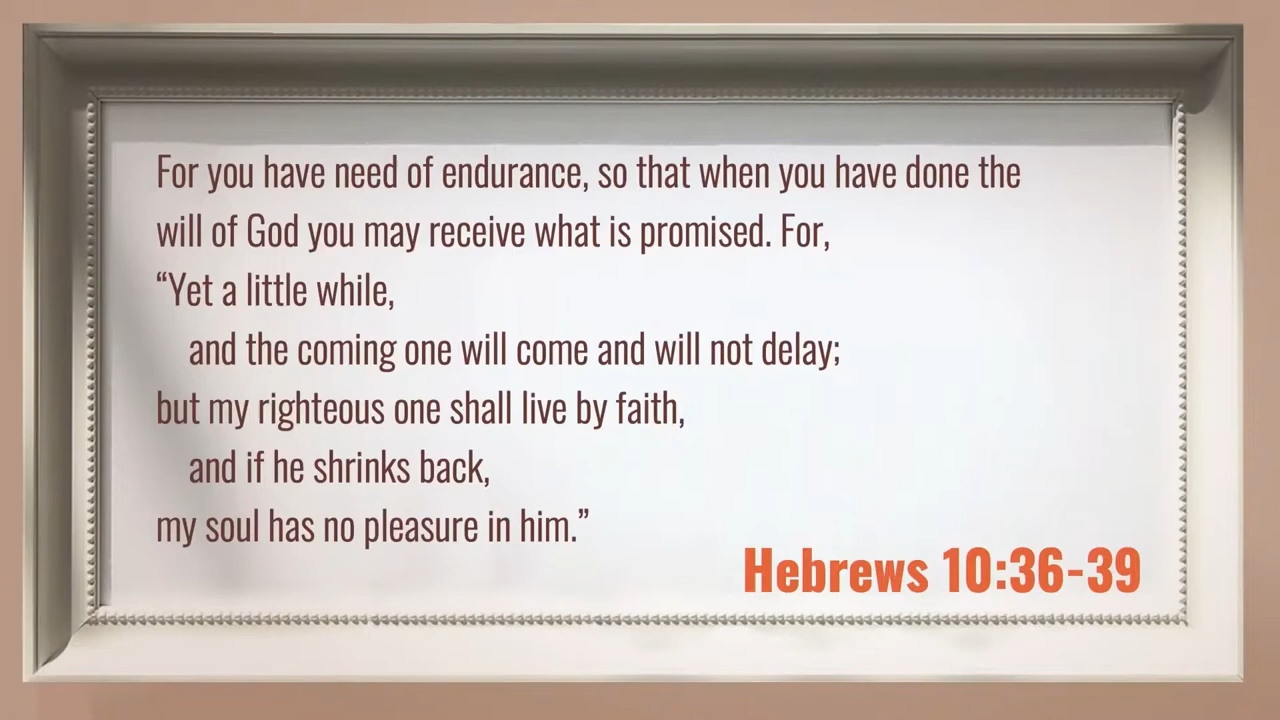 For you have need of endurance, so that when you have done the
will of God you may receive what is promised. For,
“Yet a little while,
and the coming one will come and will not delay;
but my righteous one shall live by faith,
and if he shrinks back,
my soul has no pleasure in him.”
Hebrews 10:36-39